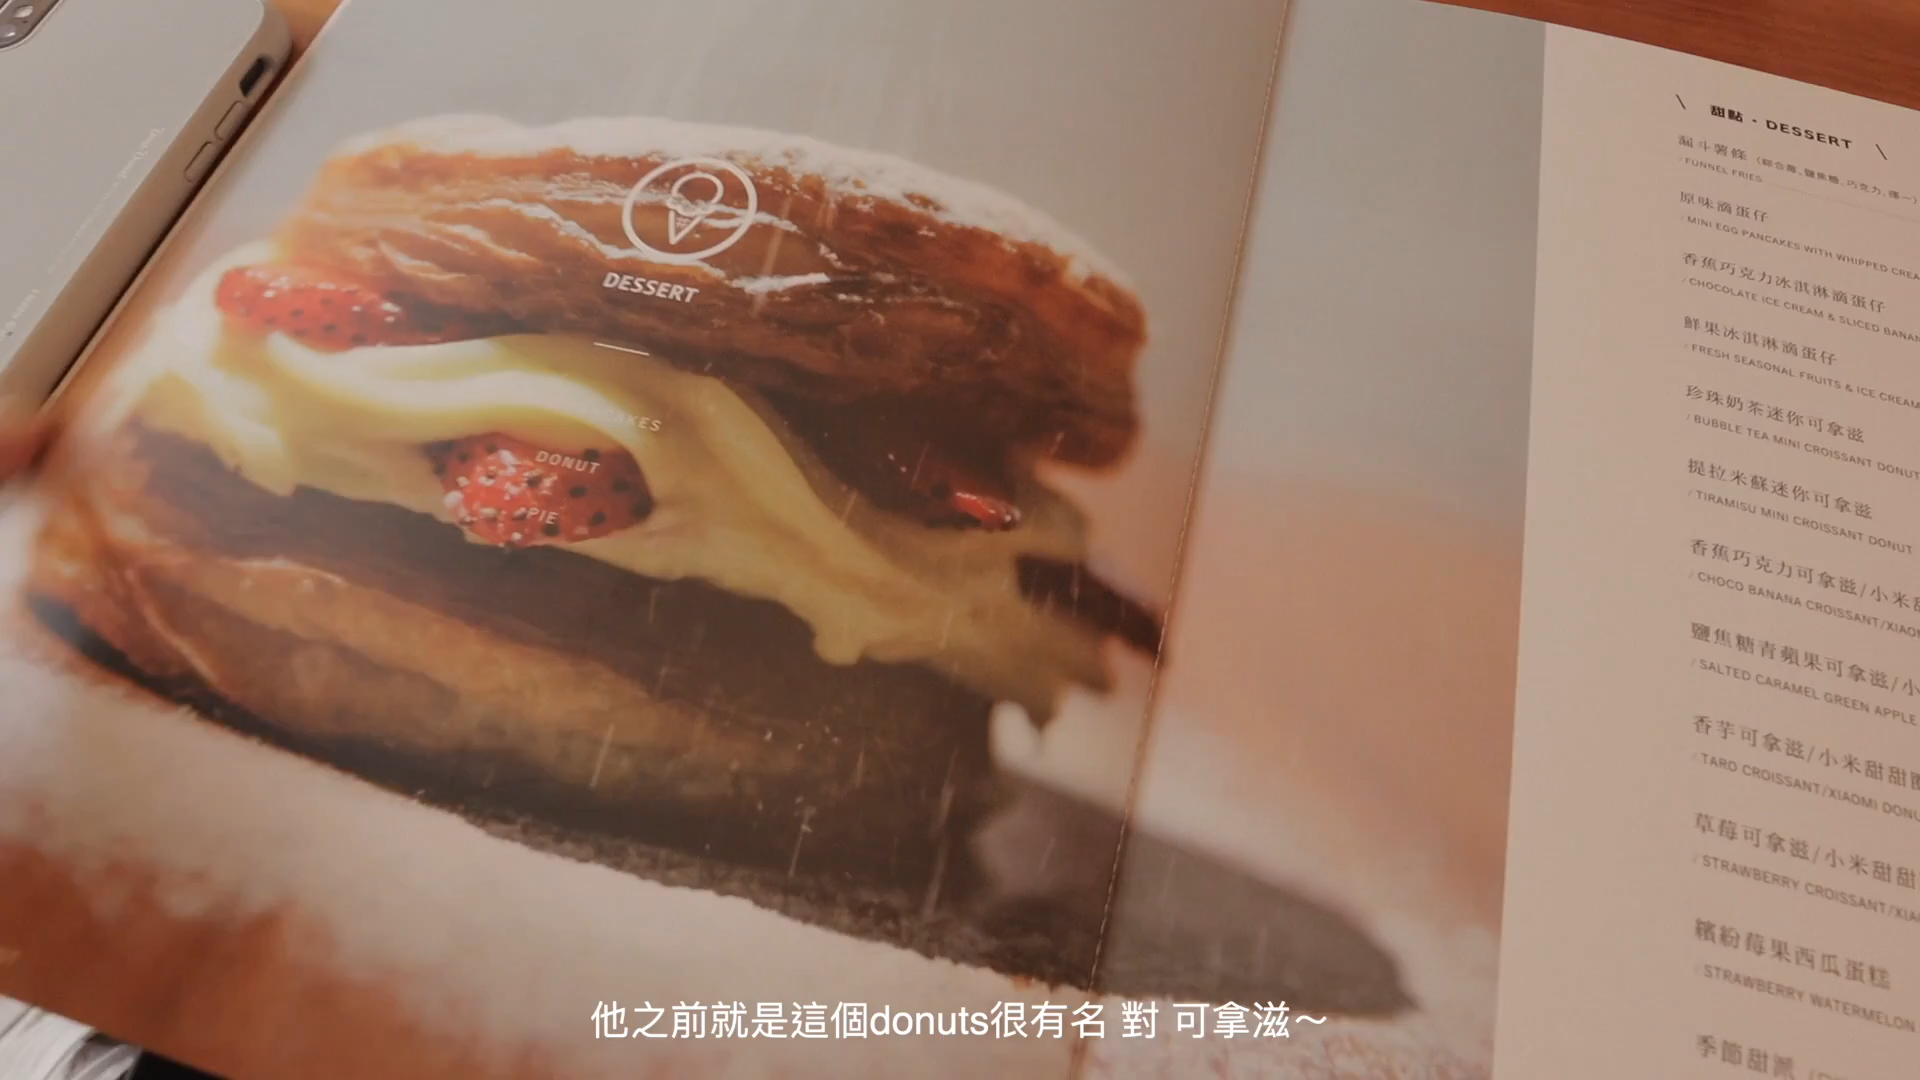 DESSERT
DONUT
PIE
甜點 - DESSERT
漏斗薯條
/ FUNNEL FRIES
原味滴蛋仔
/ MINI EGG PANCAKES WITH WHIPPED CREA
香蕉巧克力冰淇淋滴蛋仔
/ CHOCOLATE ICE CREAM & SLICED BANAN
鮮果冰淇淋滴蛋仔
/ FRESH SEASONAL FRUITS & ICE CREAM
珍珠奶茶迷你可拿滋
/ BUBBLE TEA MINI CROISSANT DONUT
提拉米蘇迷你可拿滋
/ TIRAMISU MINI CROISSANT DONUT
香蕉巧克力可拿滋/小米
/ CHOCO BANANA CROISSANT/XIAO
鹽焦糖青蘋果可拿滋/小
/ SALTED CARAMEL GREEN APPLE
香芋可拿滋/小米甜甜
/ TARO CROISSANT/XIAOMI DONU
草莓可拿滋/小米甜甜
/ STRAWBERRY CROISSANT/XIA
繽紛莓果西瓜蛋糕
/ STRAWBERRY WATERMELON
季節甜派
他之前就是這個donuts很有名 對 可拿滋～